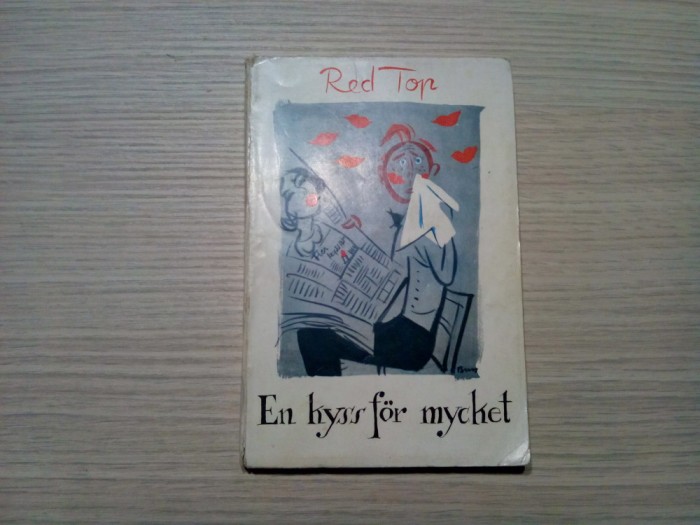 Red Top
En kyss för mycket